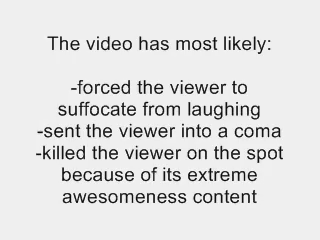 The video has most likely:
-forced the viewer to
suffocate from laughing
-sent the viewer into a coma
-killed the viewer on the spot
because of its extreme
awesomeness content